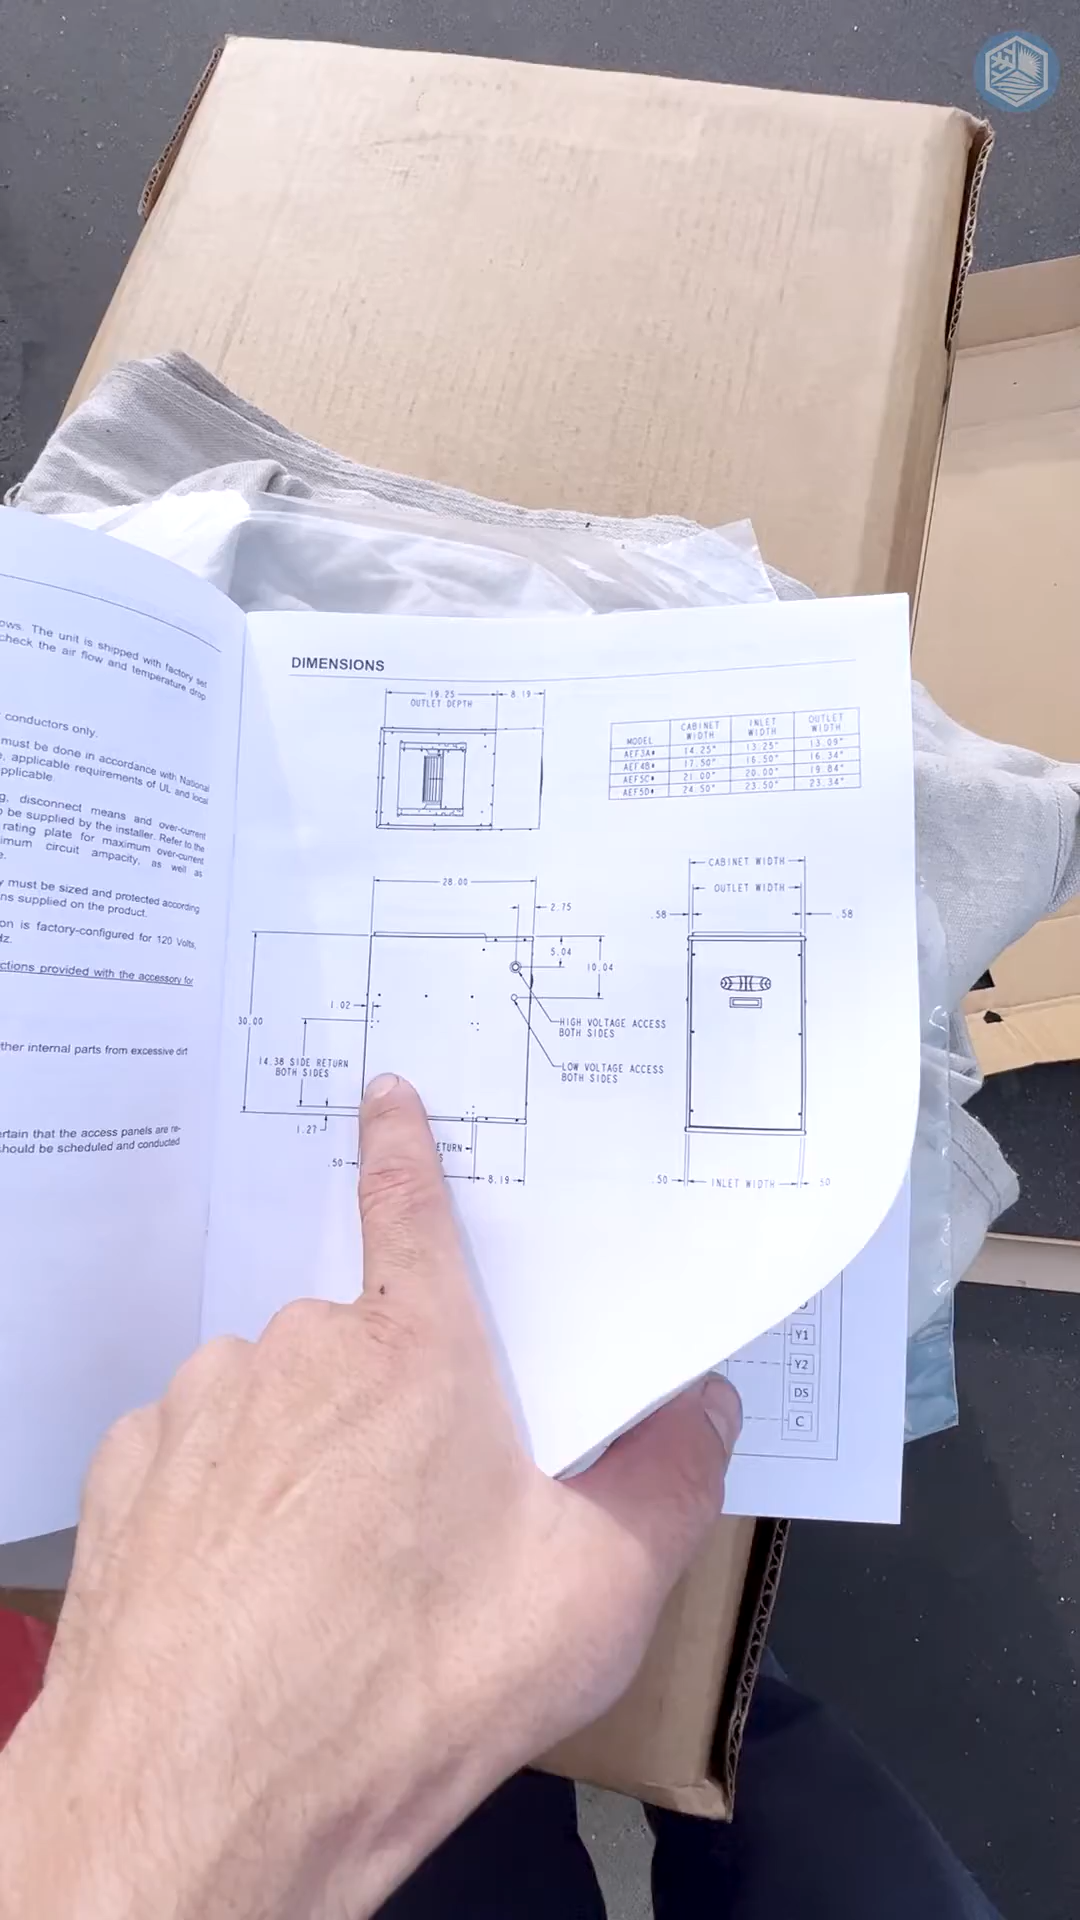 ows. The unit is shipped with factory set
check the air flow and temperature drop
conductors only.
must be done in accordance with National
applicable requirements of UL and local
pplicable.
g, disconnect means and over-current
be supplied by the installer. Refer to the
rating plate for maximum over-current
imum circuit ampacity, as well as
e.
y must be sized and protected according
ns supplied on the product.
on is factory-configured for 120 Volts,
dz.
ctions provided with the accessory for
ther internal parts from excessive dirt
ertain that the access panels are re-
should be scheduled and conducted
DIMENSIONS
19.25
OUTLET DEPTH
8.19
MODEL CABINET WIDTH INLET WIDTH OUTLET WIDTH
AEF3A* 14.25" 13.25" 13.09"
AEF4B* 17.50" 16.50" 16.34"
AEF5C* 21.00" 20.00" 19.84"
AEF5D* 24.50" 23.50" 23.34"
28.00
2.75
5.04
10.04
1.02
30.00
14.38 SIDE RETURN
BOTH SIDES
HIGH VOLTAGE ACCESS
BOTH SIDES
LOW VOLTAGE ACCESS
BOTH SIDES
1.27
.50
ETURN
S
8.19
CABINET WIDTH
OUTLET WIDTH
.58
.58
.50
INLET WIDTH
.50
Y1
Y2
DS
C